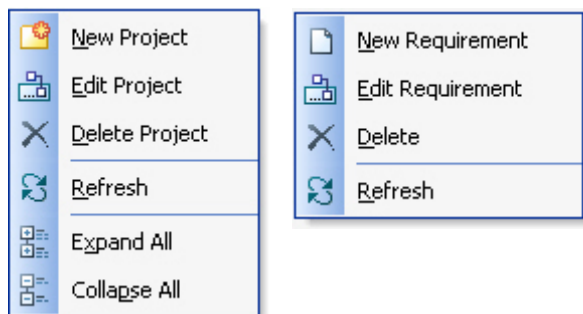 New Project
Edit Project
Delete Project
Refresh
Expand All
Collapse All
New Requirement
Edit Requirement
Delete
Refresh